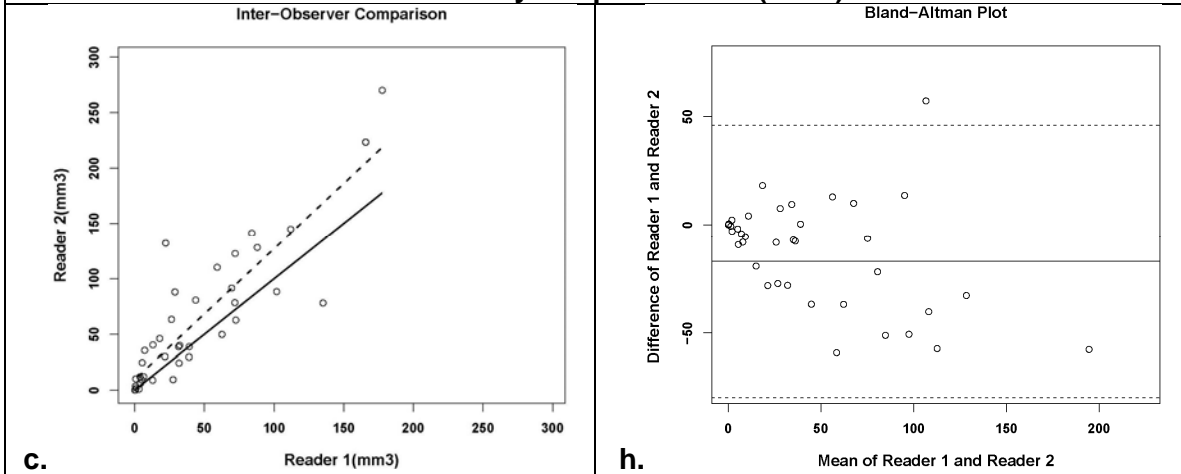 Inter−Observer Comparison
300
250
200
150
100
50
0
Reader 2(mm3)
0 50 100 150 200 250 300
Reader 1(mm3)
c.
Bland−Altman Plot
50
0
−50
Difference of Reader 1 and Reader 2
0 50 100 150 200
Mean of Reader 1 and Reader 2
h.